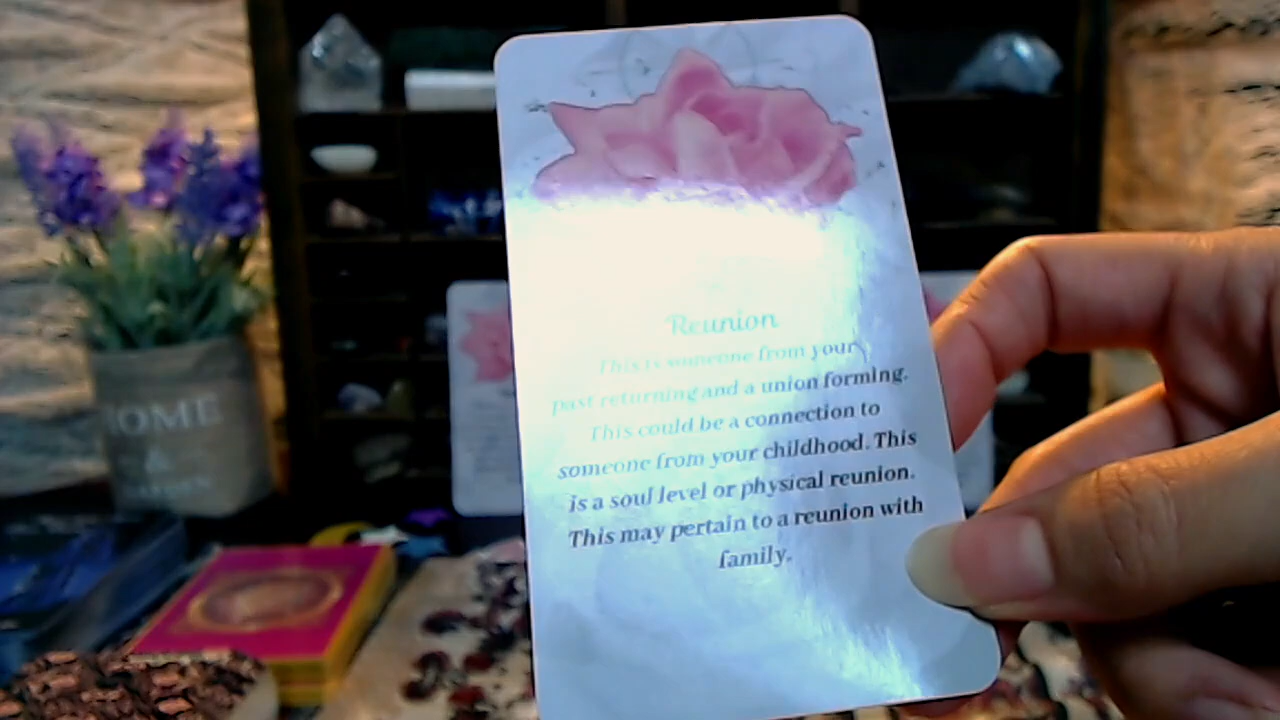 HOME
&
Reunion
This is someone from your
past returning and a union forming.
This could be a connection to
someone from your childhood. This
is a soul level or physical reunion.
This may pertain to a reunion with
family.